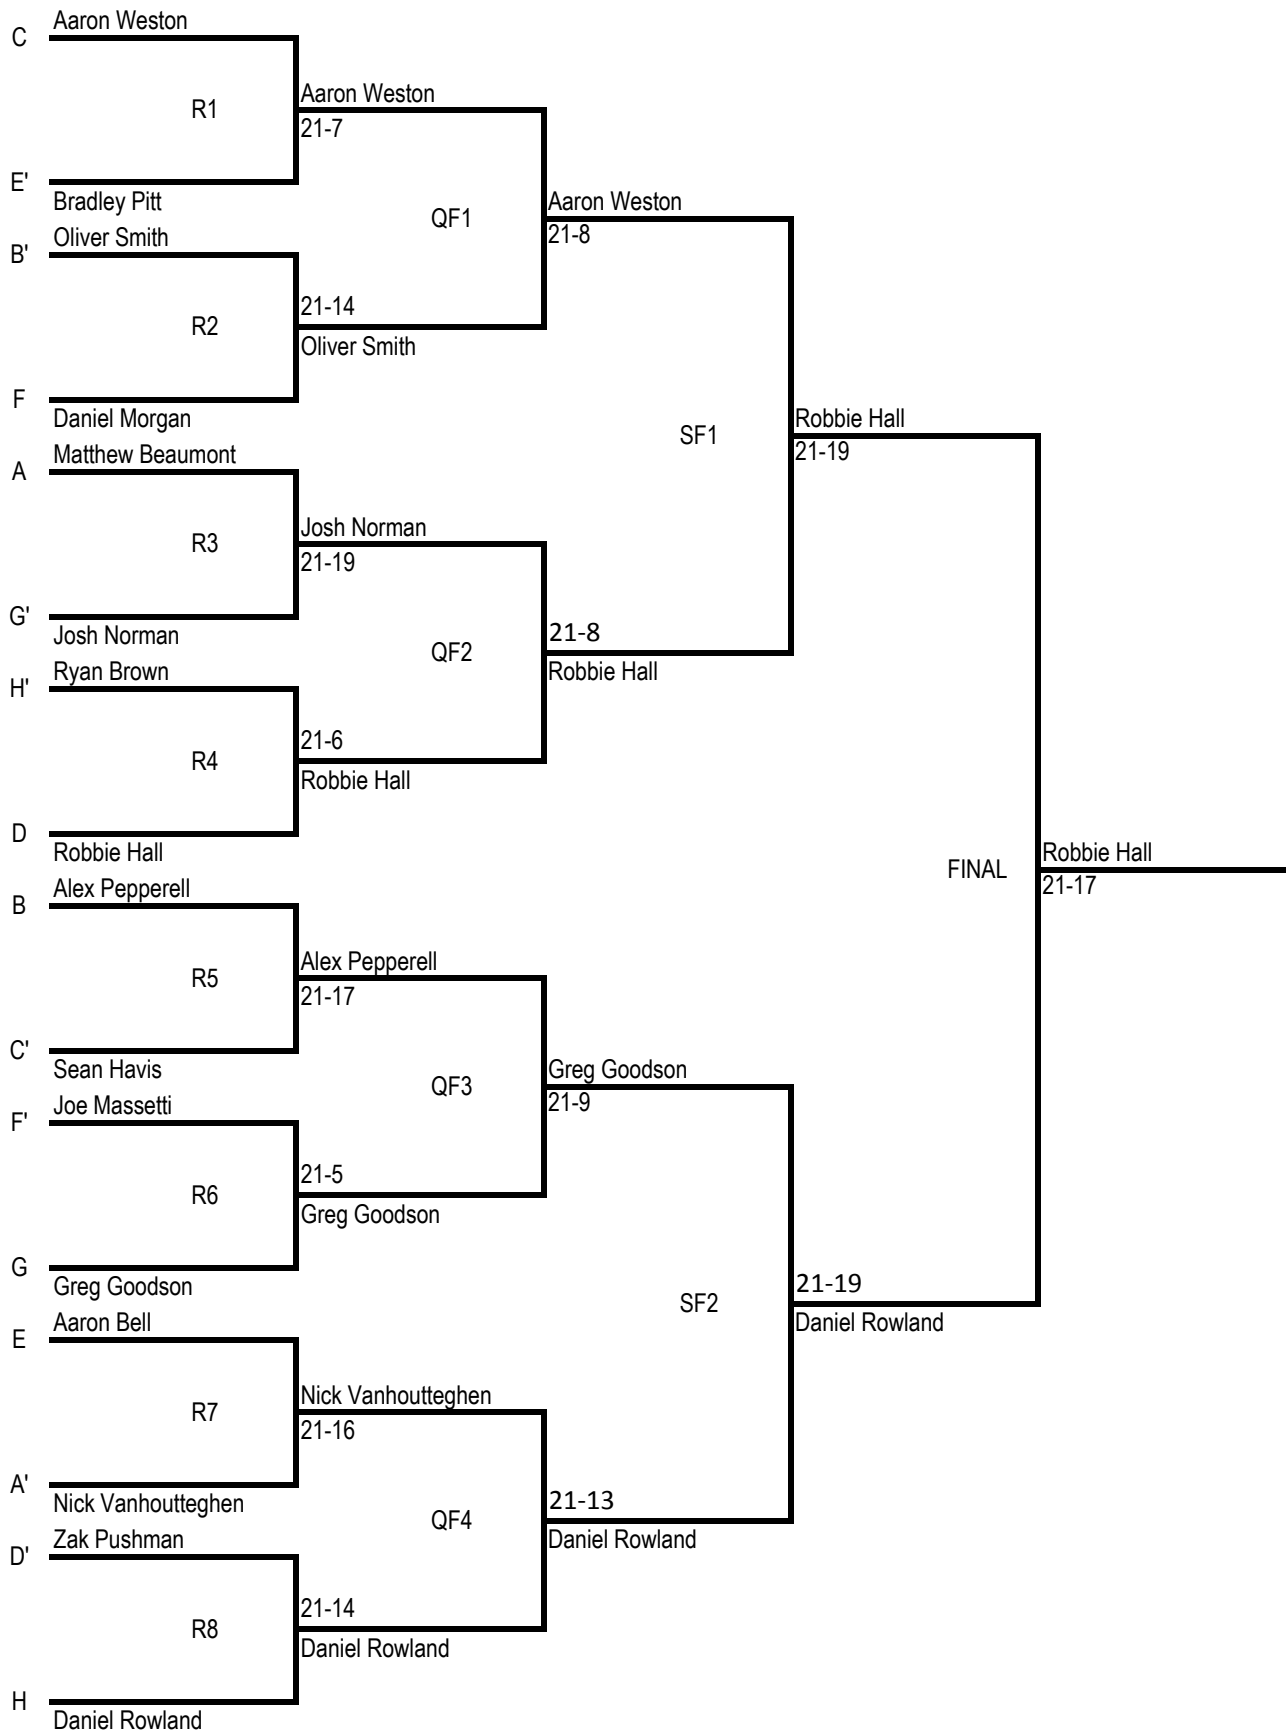 Aaron Weston
C
Aaron Weston
R1
21-7
E'
Bradley Pitt
Aaron Weston
QF1
Oliver Smith
21-8
B'
21-14
R2
Oliver Smith
F
Daniel Morgan
Robbie Hall
SF1
Matthew Beaumont
21-19
A
Josh Norman
R3
21-19
G'
Josh Norman
21-8
QF2
Ryan Brown
Robbie Hall
H'
21-6
R4
Robbie Hall
D
Robbie Hall
Robbie Hall
FINAL
Alex Pepperell
21-17
B
Alex Pepperell
R5
21-17
C'
Sean Havis
Greg Goodson
QF3
Joe Massetti
21-9
F'
21-5
R6
Greg Goodson
G
Greg Goodson
21-19
SF2
Aaron Bell
Daniel Rowland
E
Nick Vanhoutteghen
R7
21-16
A'
Nick Vanhoutteghen
21-13
QF4
Zak Pushman
Daniel Rowland
D'
21-14
R8
Daniel Rowland
H
Daniel Rowland